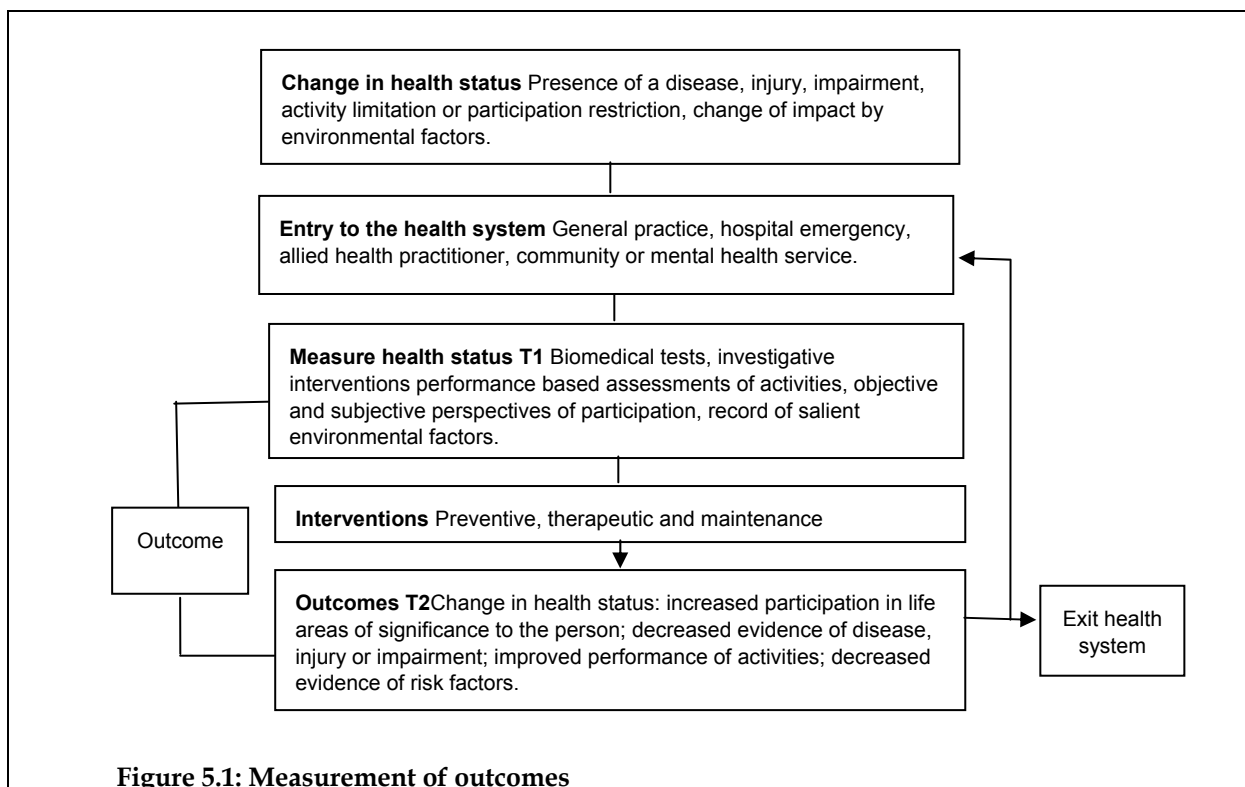 Change in health status Presence of a disease, injury, impairment,
activity limitation or participation restriction, change of impact by
environmental factors.
Entry to the health system General practice, hospital emergency,
allied health practitioner, community or mental health service.
Measure health status T1 Biomedical tests, investigative
interventions performance based assessments of activities, objective
and subjective perspectives of participation, record of salient
environmental factors.
Interventions Preventive, therapeutic and maintenance
Outcome
Outcomes T2Change in health status: increased participation in life
areas of significance to the person; decreased evidence of disease,
injury or impairment; improved performance of activities; decreased
evidence of risk factors.
Exit health
system
Figure 5.1: Measurement of outcomes